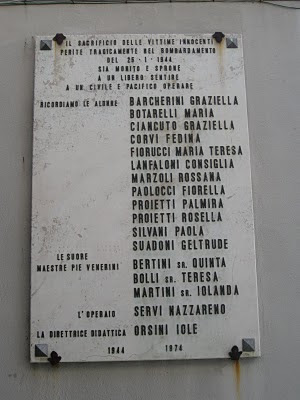 IL SACRIFICIO DELLE VITTIME INNOCENTI
PERITE TRAGICAMENTE NEL BOMBARDAMENTO
DEL 26-1-1944
SIA MONITO E SPRONE
A UN LIBERO SENTIRE
A UN CIVILE E PACIFICO OPERARE
RICORDIAMO LE ALUNNE BARCHERINI GRAZIELLA
BOTARELLI MARIA
CIANCUTO GRAZIELLA
CORVI FEDINA
FIORUCCI MARIA TERESA
LANFALONI CONSIGLIA
MARZOLI ROSSANA
PAOLOCCI FIORELLA
PROIETTI PALMIRA
PROIETTI ROSELLA
SILVANI PAOLA
SUADONI GELTRUDE
LE SUORE
MAESTRE PIE VENERINI BERTINI SR. QUINTA
BOLLI SR. TERESA
MARTINI SR. IOLANDA
L'OPERAIO SERVI NAZZARENO
LA DIRETTRICE DIDATTICA ORSINI IOLE
1944 1974